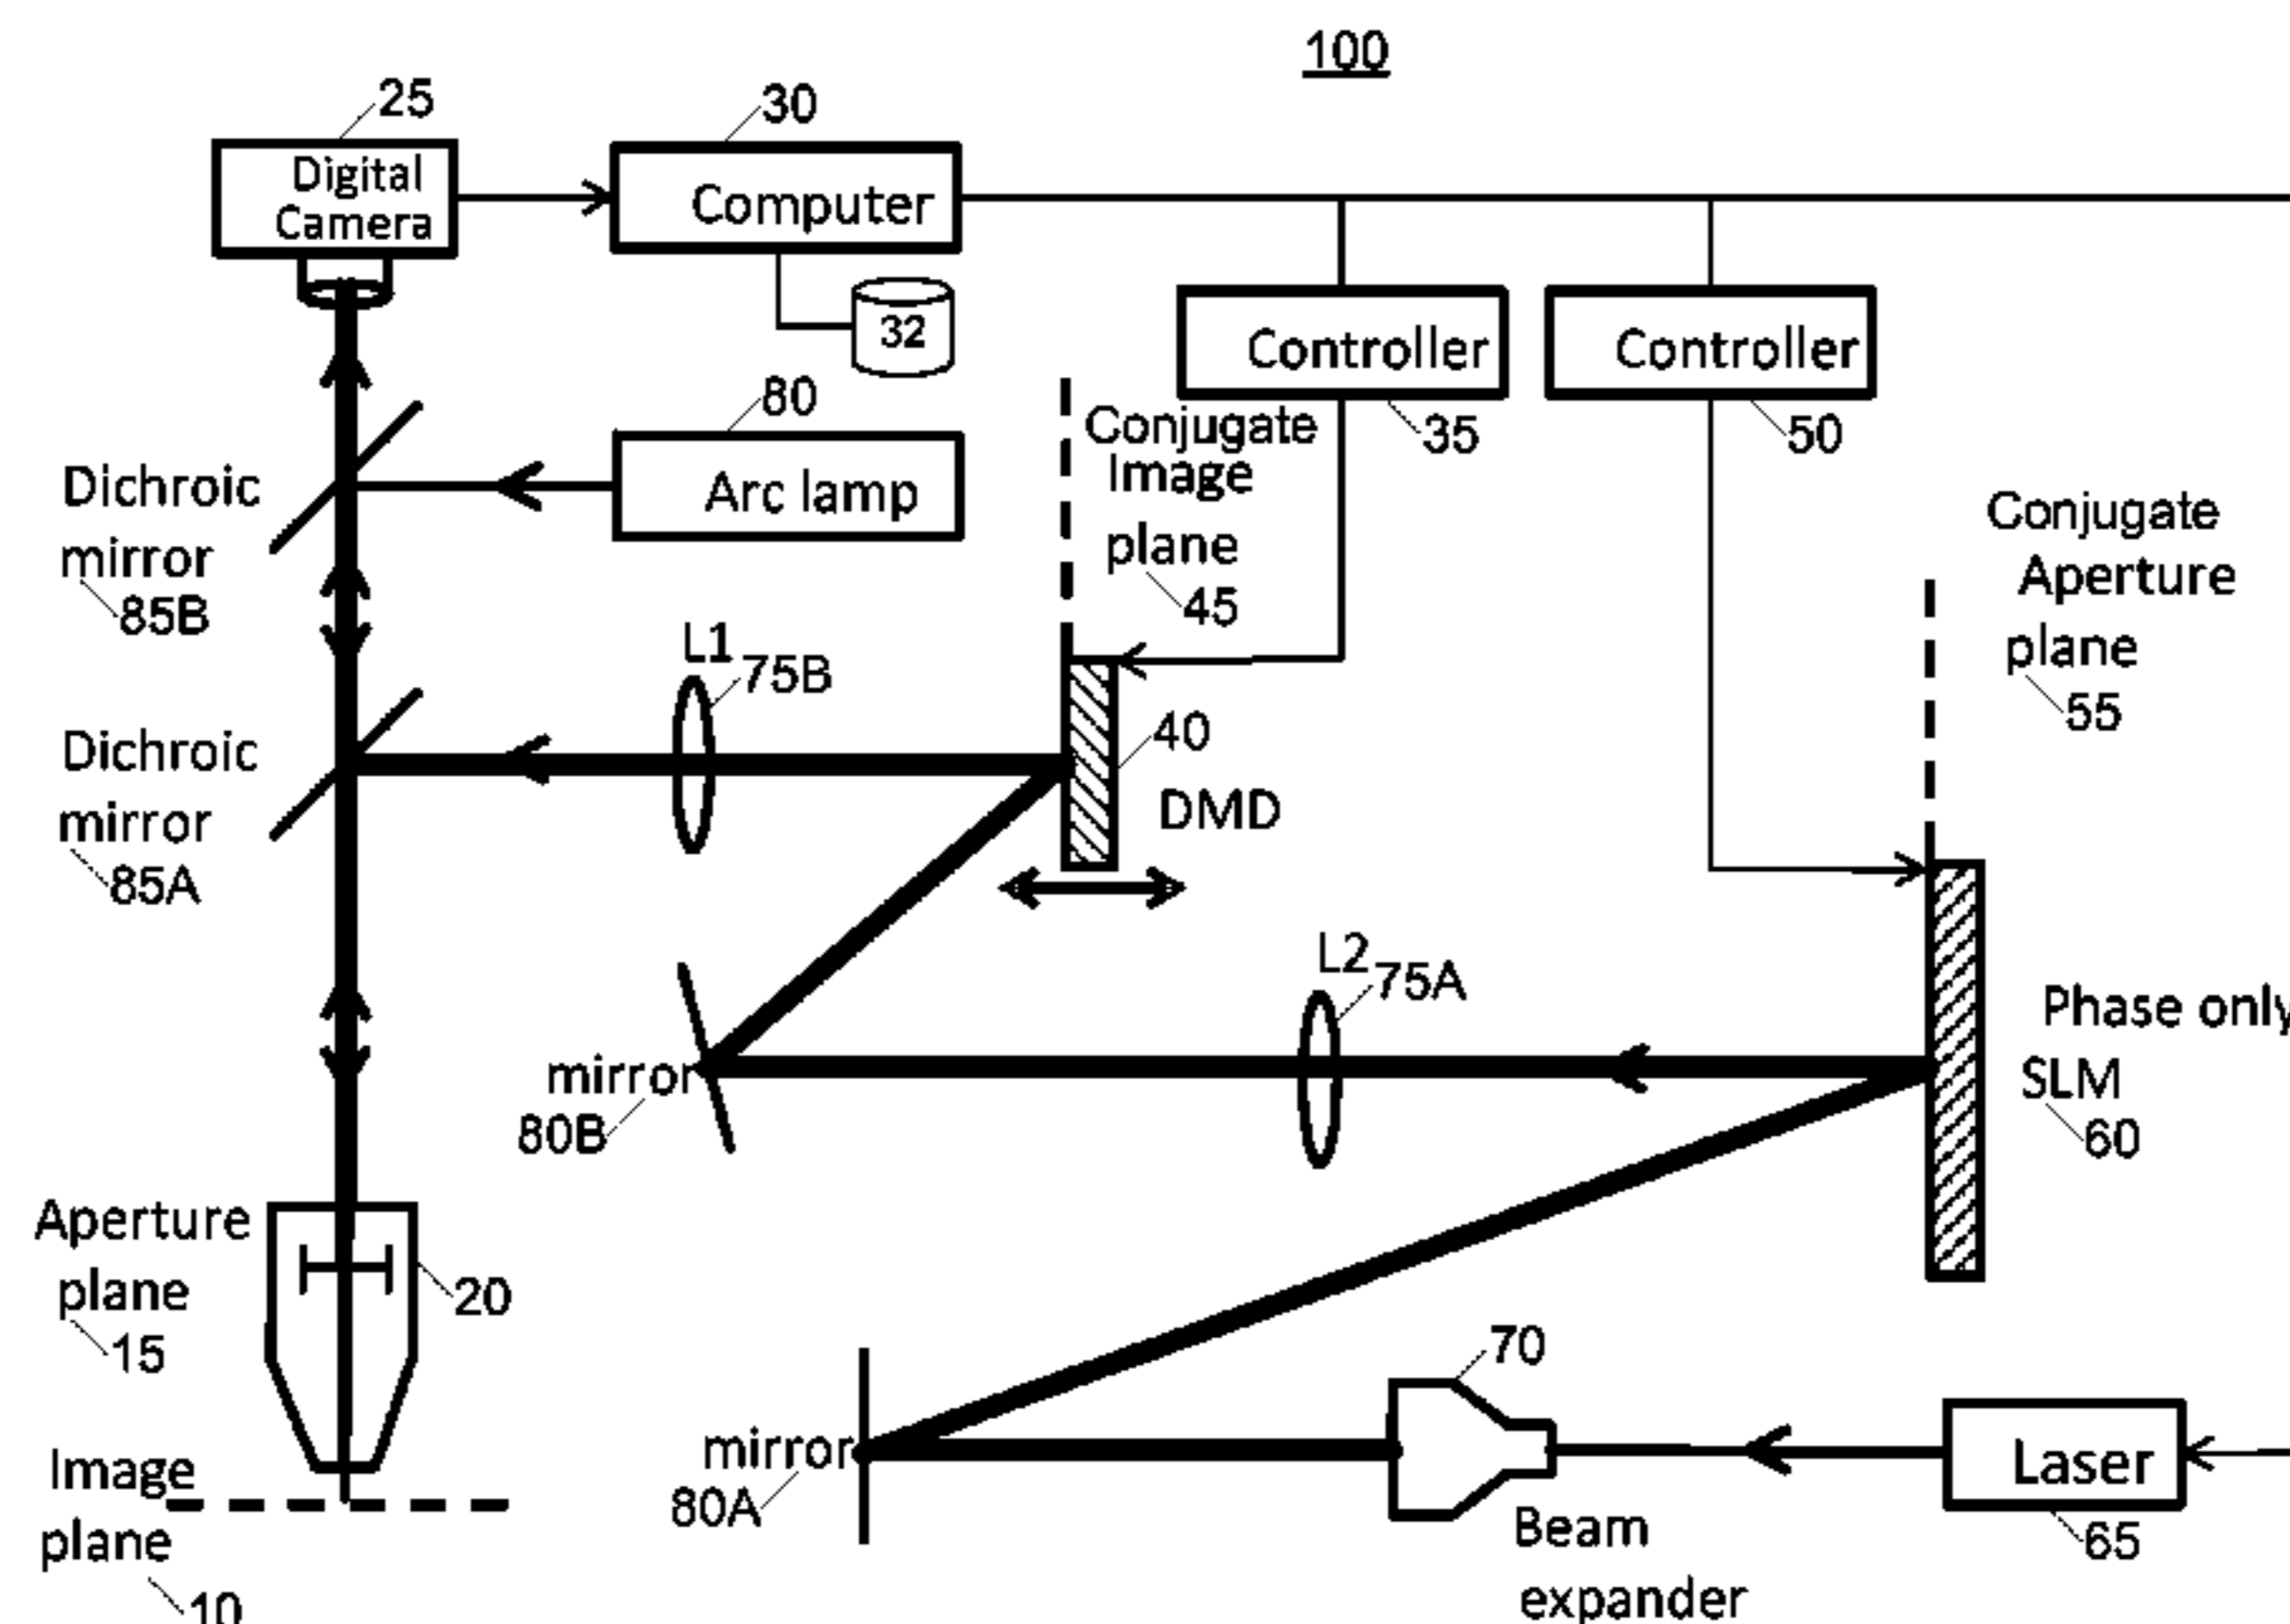 100
25
30
Digital
Camera
Computer
32
Controller
Controller
35
50
80
Arc lamp
Conjugate
Image
plane
45
Conjugate
Aperture
plane
55
Dichroic
mirror
85B
L1
75B
40
DMD
Dichroic
mirror
85A
L2
75A
Phase only
SLM
60
mirror
80B
Aperture
plane
15
20
70
mirror
80A
Laser
65
Beam
expander
Image
plane
10